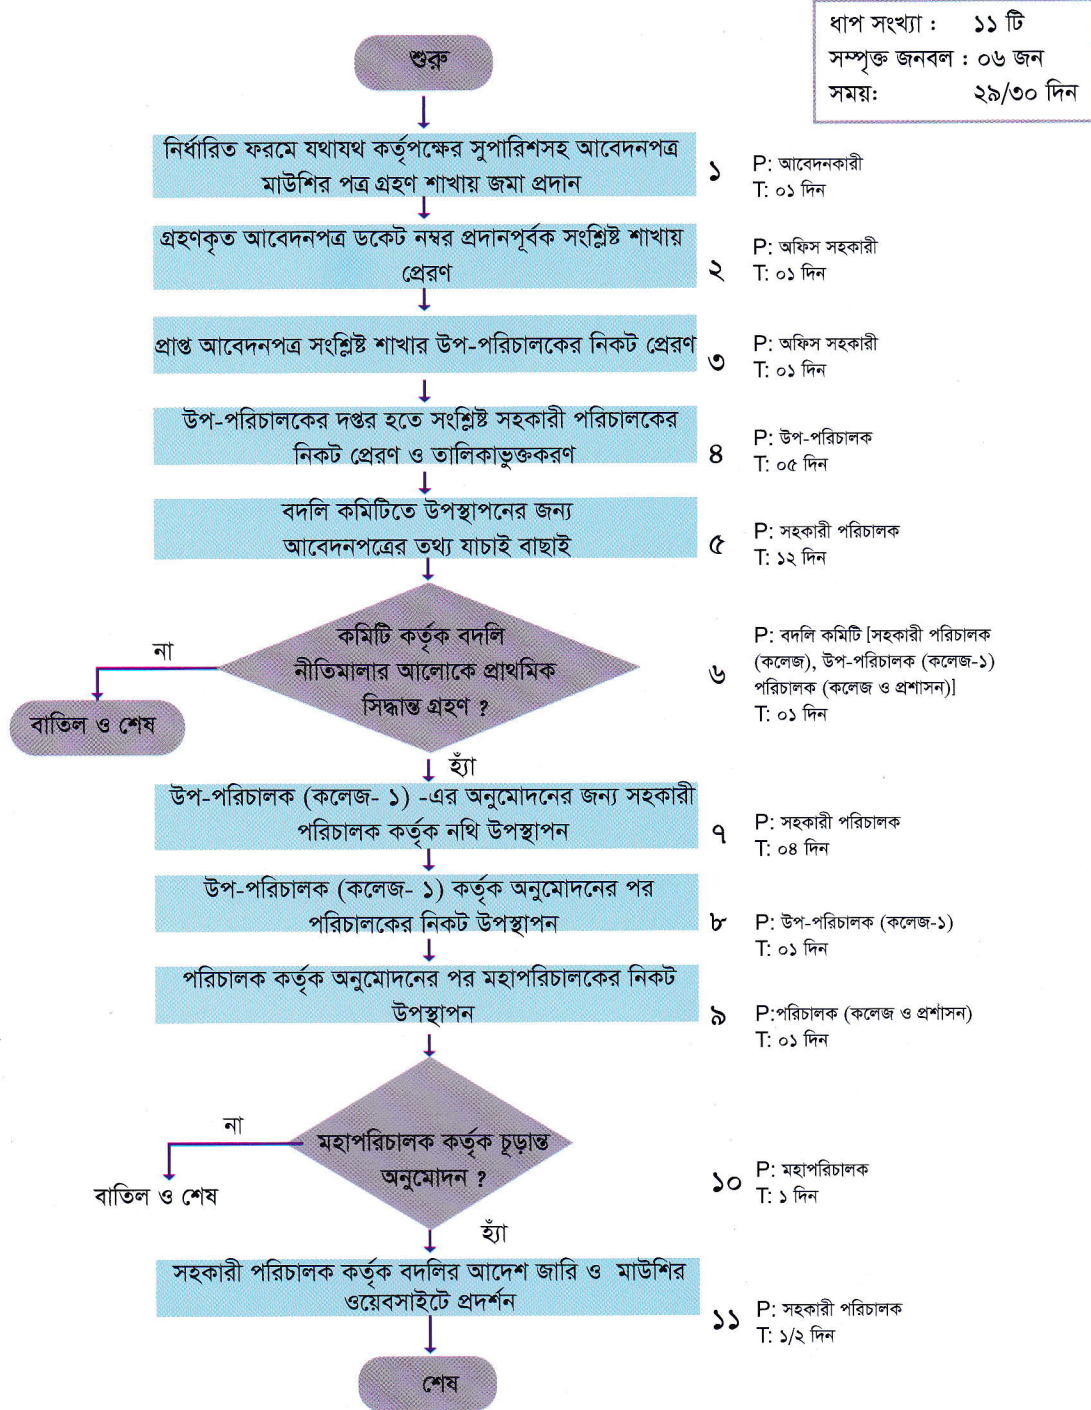 ধাপ সংখ্যা : ১১ টি
সম্পৃক্ত জনবল : ০৬ জন
সময়: ২৯/৩০ দিন
শুরু
নির্ধারিত ফরমে যথাযথ কর্তৃপক্ষের সুপারিশসহ আবেদনপত্র
মাউশির পত্র গ্রহণ শাখায় জমা প্রদান
১
P: আবেদনকারী
T: ০১ দিন
গ্রহণকৃত আবেদনপত্র ডকেট নম্বর প্রদানপূর্বক সংশ্লিষ্ট শাখায়
প্রেরণ
২
P: অফিস সহকারী
T: ০১ দিন
প্রাপ্ত আবেদনপত্র সংশ্লিষ্ট শাখার উপ-পরিচালকের নিকট প্রেরণ
৩
P: অফিস সহকারী
T: ০১ দিন
উপ-পরিচালকের দপ্তর হতে সংশ্লিষ্ট সহকারী পরিচালকের
নিকট প্রেরণ ও তালিকাভুক্তকরণ
৪
P: উপ-পরিচালক
T: ০৫ দিন
বদলি কমিটিতে উপস্থাপনের জন্য
আবেদনপত্রের তথ্য যাচাই বাছাই
৫
P: সহকারী পরিচালক
T: ১২ দিন
কমিটি কর্তৃক বদলি
নীতিমালার আলোকে প্রাথমিক
সিদ্ধান্ত গ্রহণ ?
না
বাতিল ও শেষ
৬
P: বদলি কমিটি [সহকারী পরিচালক
(কলেজ), উপ-পরিচালক (কলেজ-১)
পরিচালক (কলেজ ও প্রশাসন)]
T: ০১ দিন
হ্যাঁ
উপ-পরিচালক (কলেজ- ১) -এর অনুমোদনের জন্য সহকারী
পরিচালক কর্তৃক নথি উপস্থাপন
৭
P: সহকারী পরিচালক
T: ০৪ দিন
উপ-পরিচালক (কলেজ- ১) কর্তৃক অনুমোদনের পর
পরিচালকের নিকট উপস্থাপন
৮
P: উপ-পরিচালক (কলেজ-১)
T: ০১ দিন
পরিচালক কর্তৃক অনুমোদনের পর মহাপরিচালকের নিকট
উপস্থাপন
৯
P:পরিচালক (কলেজ ও প্রশাসন)
T: ০১ দিন
মহাপরিচালক কর্তৃক চূড়ান্ত
অনুমোদন ?
না
বাতিল ও শেষ
১০
P: মহাপরিচালক
T: ১ দিন
হ্যাঁ
সহকারী পরিচালক কর্তৃক বদলির আদেশ জারি ও মাউশির
ওয়েবসাইটে প্রদর্শন
১১
P: সহকারী পরিচালক
T: ১/২ দিন
শেষ